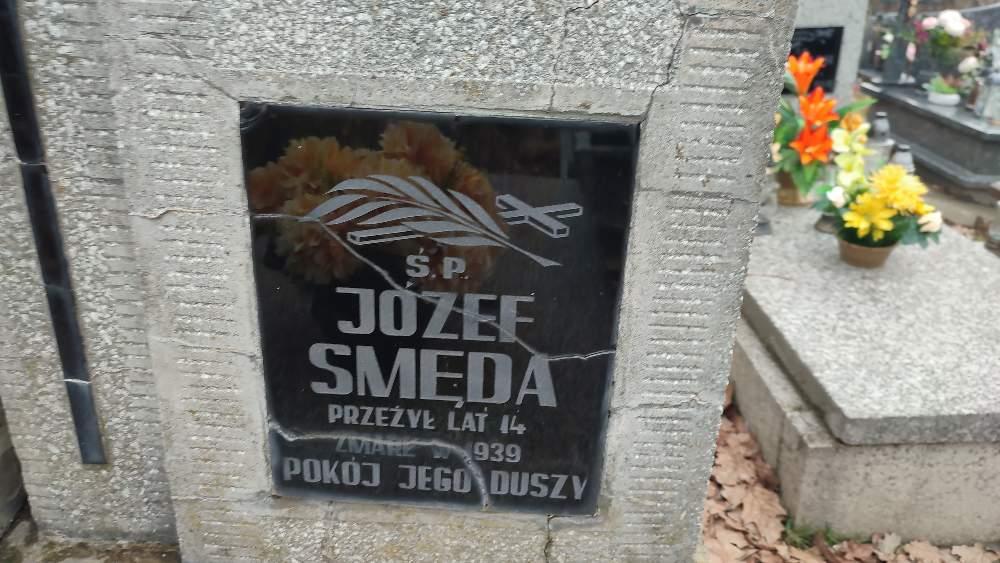 Ś.P.
JÓZEF
SMĘDA
PRZEŻYŁ LAT 14
ZMARŁ W 1939
POKÓJ JEGO DUSZY